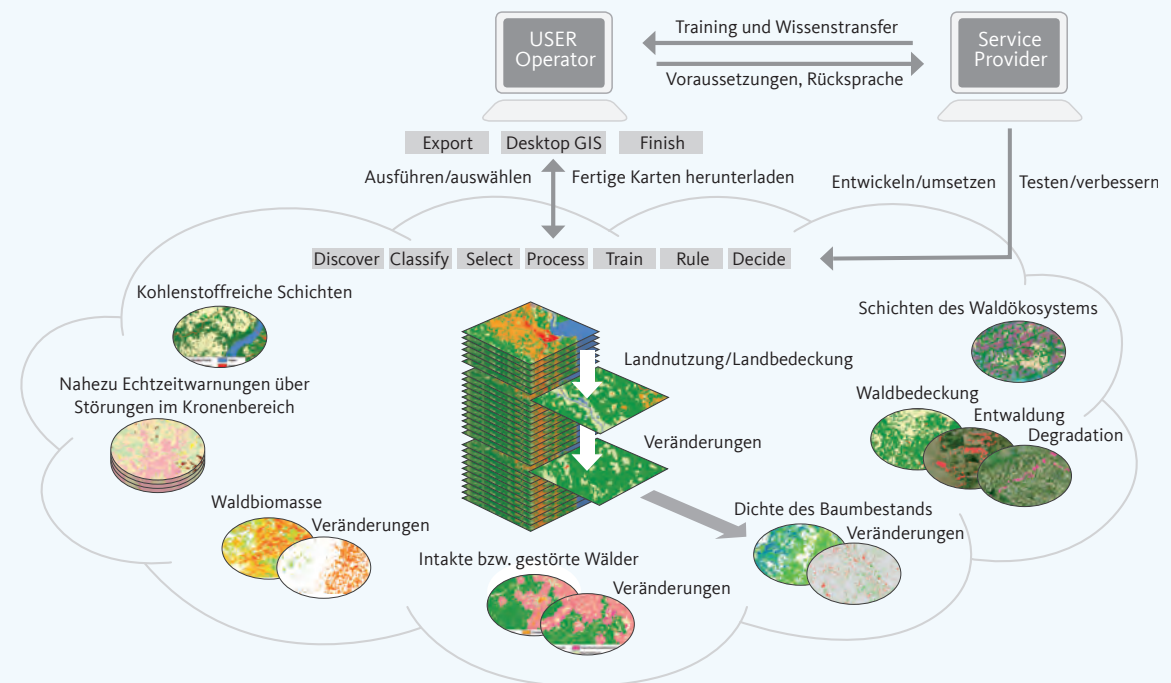 USER
Operator
Training und Wissenstransfer
Voraussetzungen, Rücksprache
Service
Provider
Export
Desktop GIS
Finish
Ausführen/auswählen
Fertige Karten herunterladen
Entwickeln/umsetzen
Testen/verbessern
Discover
Classify
Select
Process
Train
Rule
Decide
Kohlenstoffreiche Schichten
Nahezu Echtzeitwarnungen über
Störungen im Kronenbereich
Waldbiomasse
Veränderungen
Landnutzung/Landbedeckung
Veränderungen
Intakte bzw. gestörte Wälder
Veränderungen
Schichten des Waldökosystems
Waldbedeckung
Entwaldung
Degradation
Dichte des Baumbestands
Veränderungen